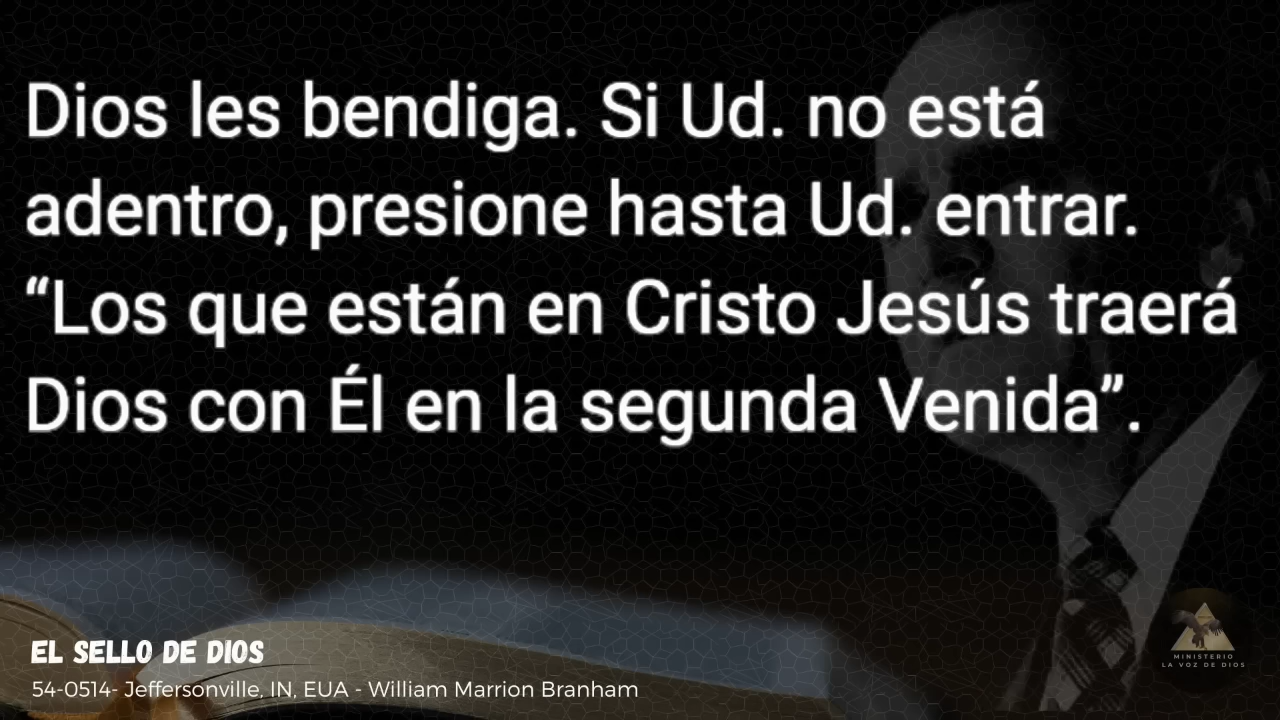 Dios les bendiga. Si Ud. no está
adentro, presione hasta Ud. entrar.
“Los que están en Cristo Jesús traerá
Dios con Él en la segunda Venida”.
EL SELLO DE DIOS
54-0514- Jeffersonville, IN, EUA - William Marrion Branham
MINISTERIO
LA VOZ DE DIOS